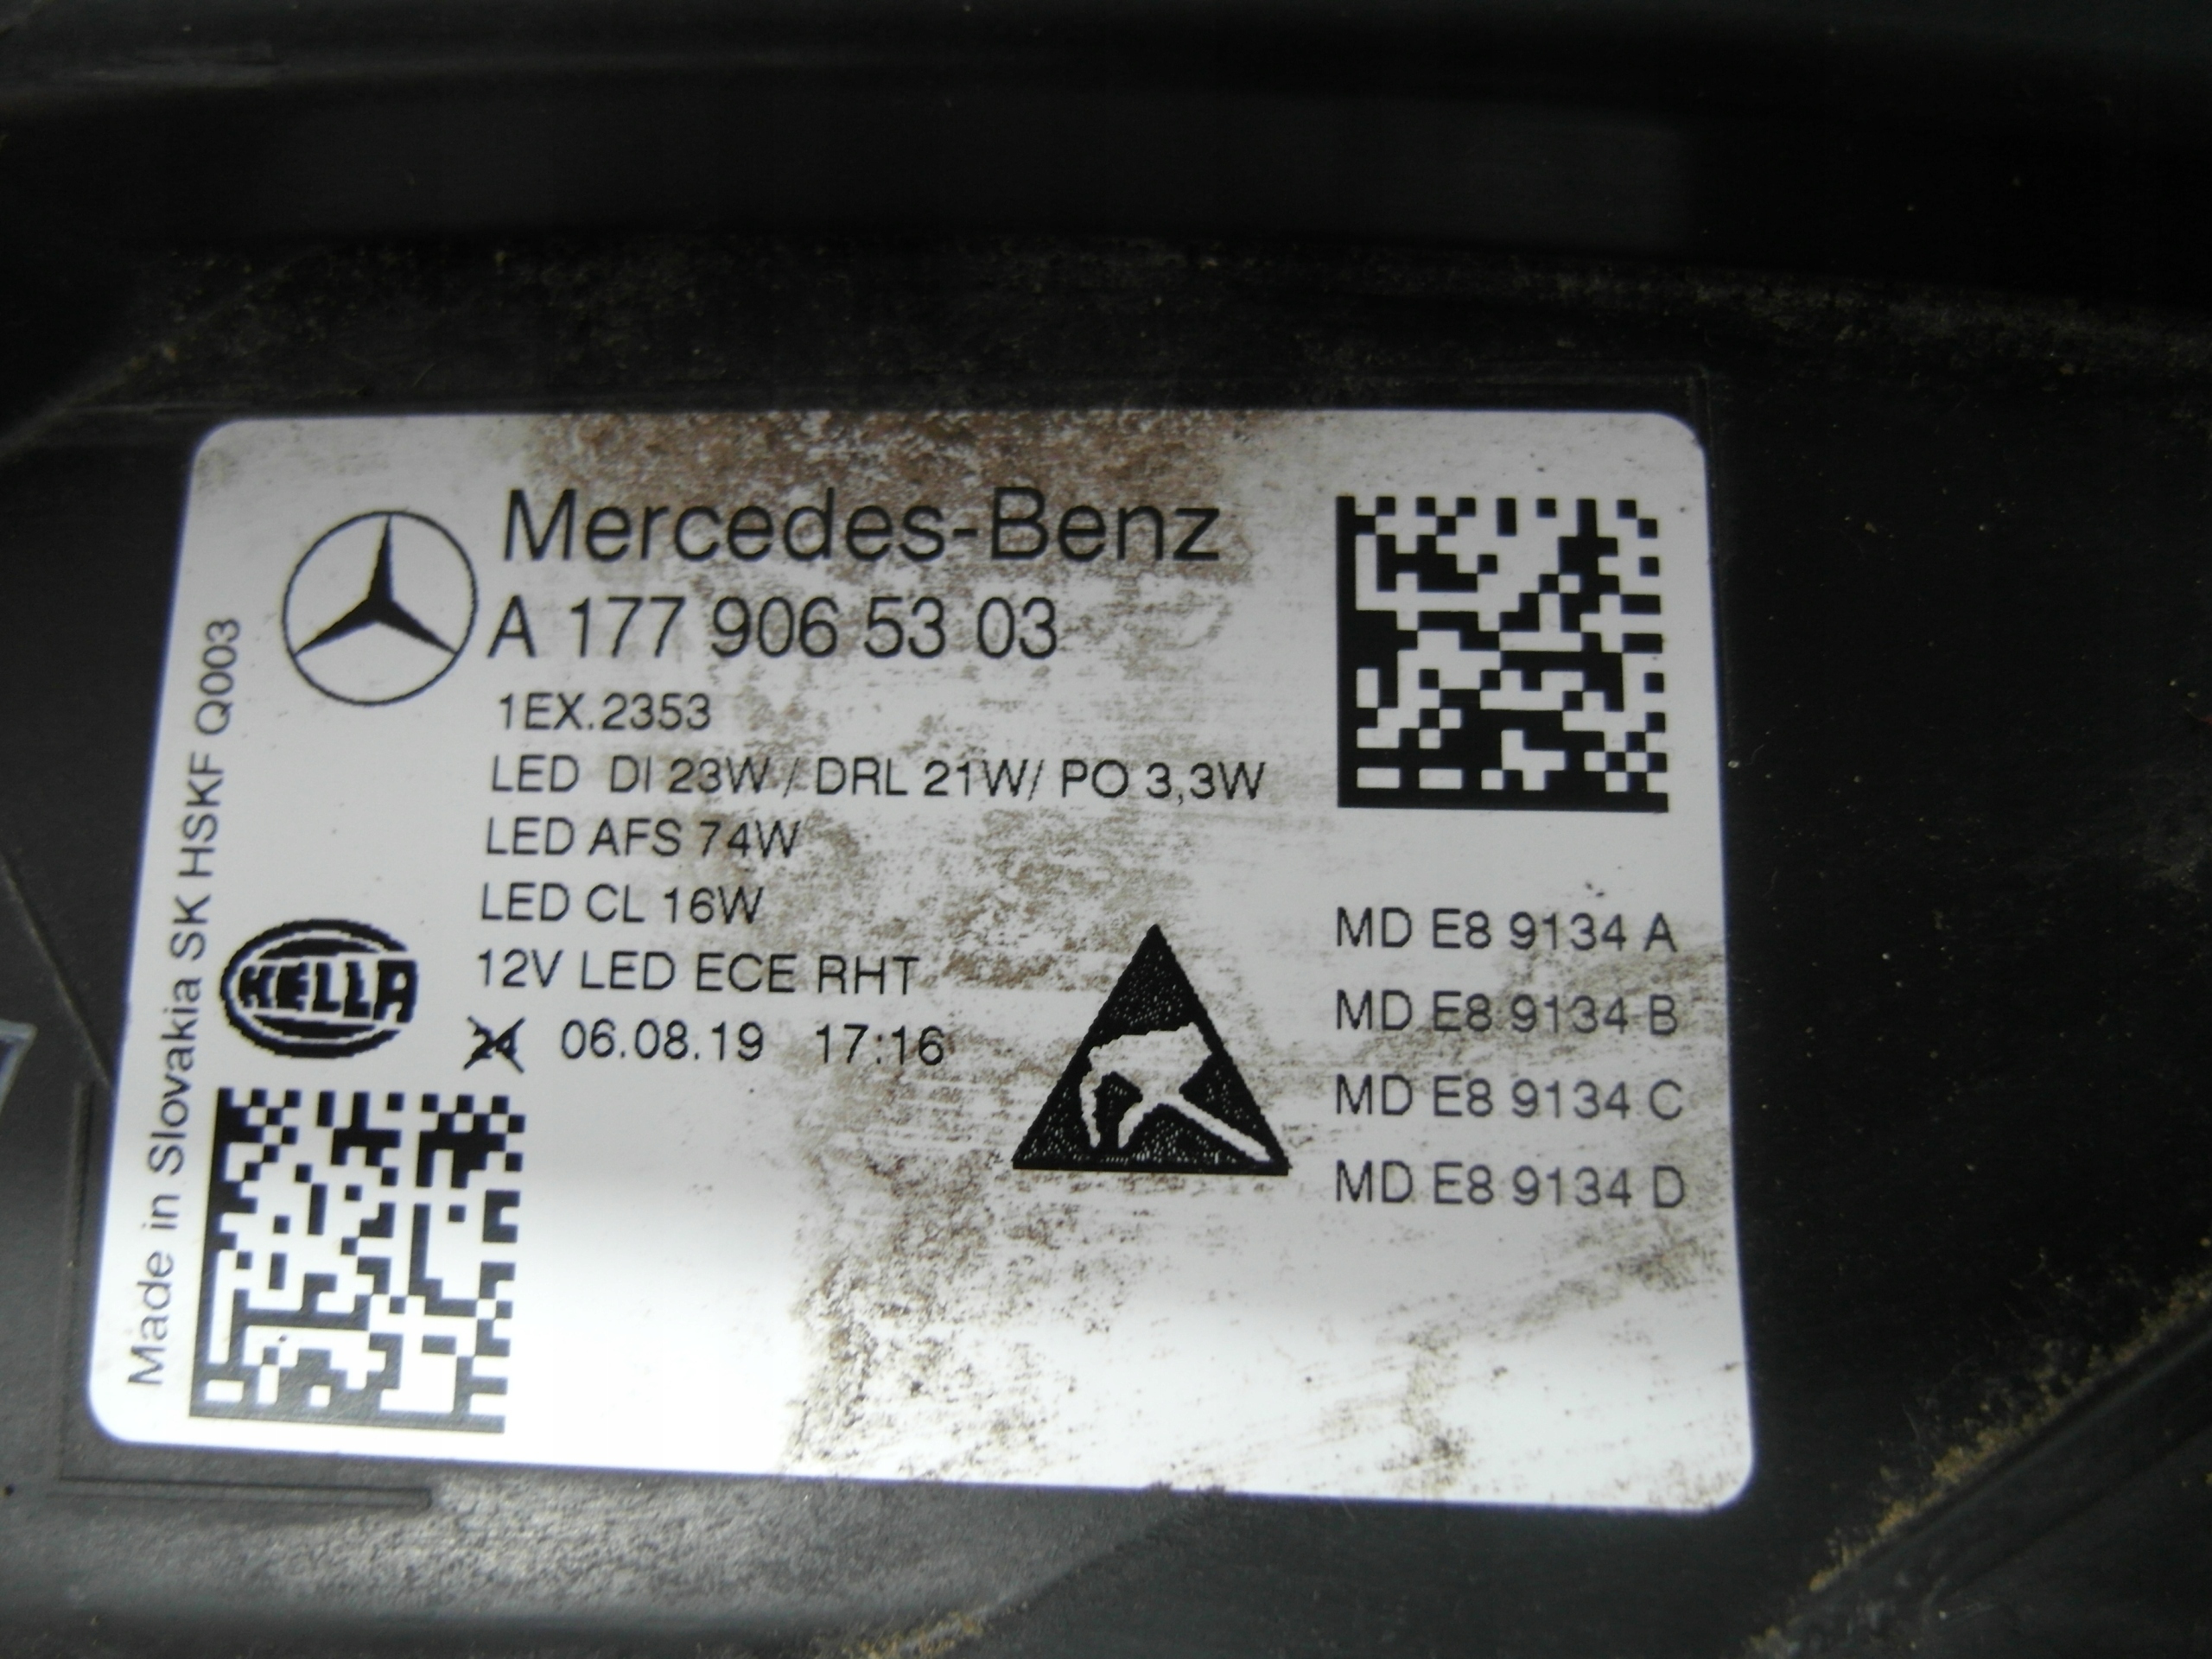 Mercedes-Benz
A 177 906 53 03
1EX.2353
LED DI 23W / DRL 21W/ PO 3,3W
LED AFS 74W
LED CL 16W
12V LED ECE RHT
24 06.08.19 17:16
HELLA
Made in Slovakia SK HSKF Q003
MD E8 9134 A
MD E8 9134 B
MD E8 9134 C
MD E8 9134 D